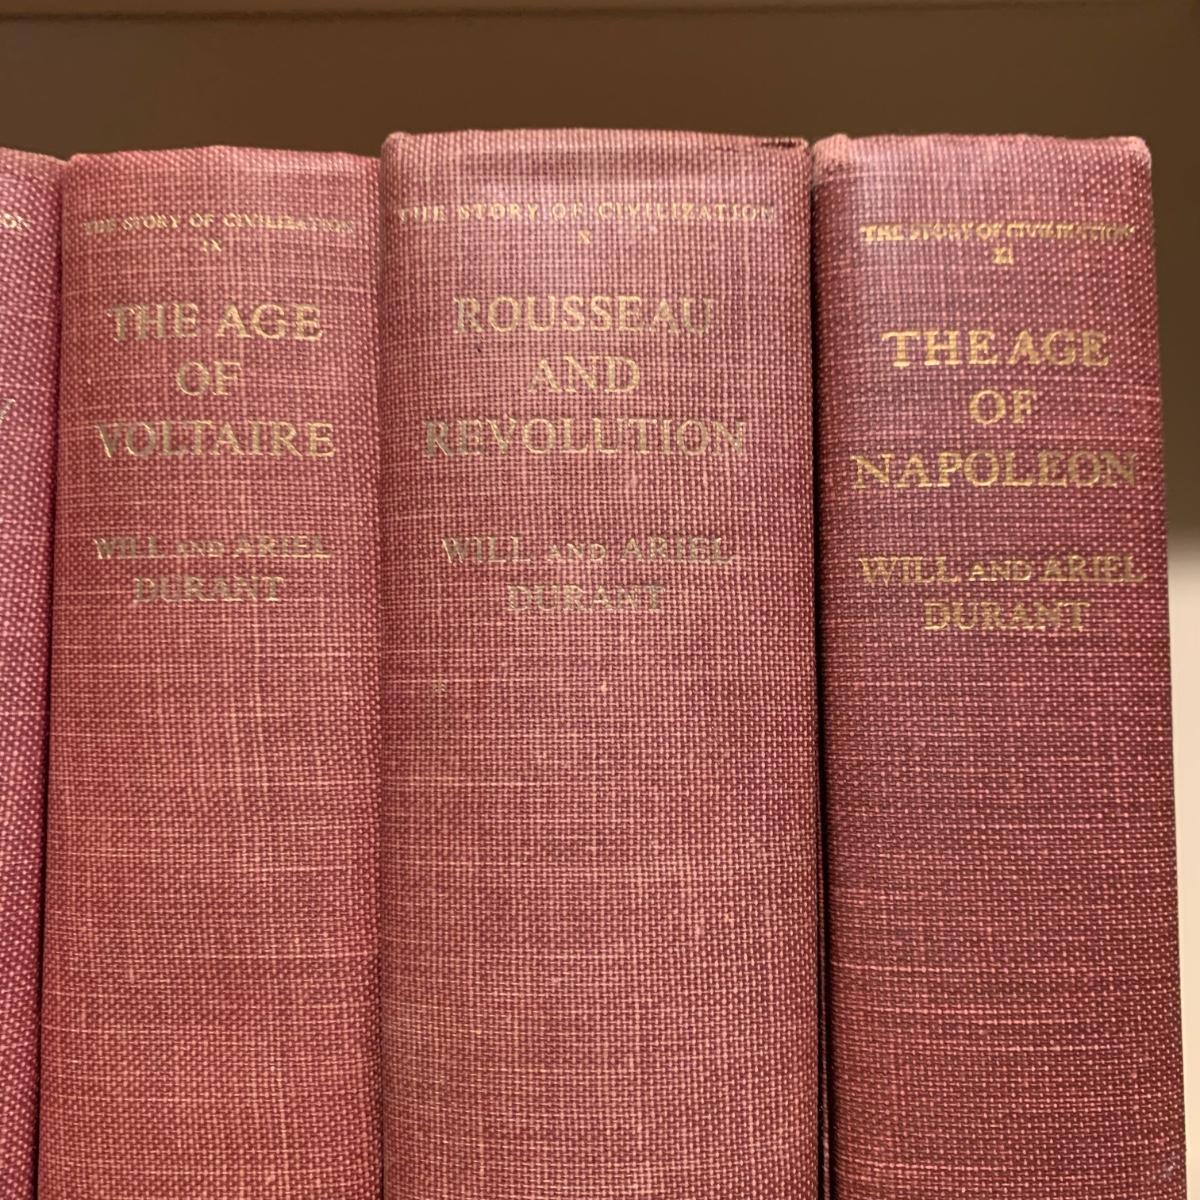 THE STORY OF CIVILIZATION
IX
THE AGE
OF
VOLTAIRE
WILL AND ARIEL
DURANT
THE STORY OF CIVILIZATION
X
ROUSSEAU
AND
REVOLUTION
WILL AND ARIEL
DURANT
THE STORY OF CIVILIZATION
XI
THE AGE
OF
NAPOLEON
WILL AND ARIEL
DURANT